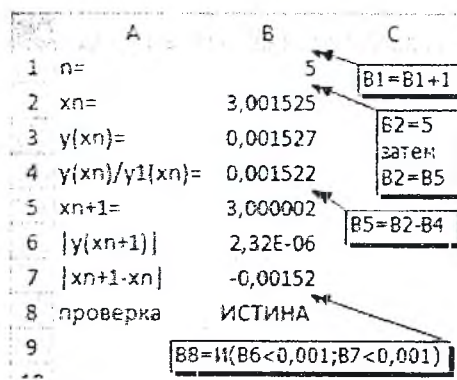 A B C
1 n= 5
B1=B1+1
2 xn= 3,001525
3 y(xn)= 0,001527
B2=5
затем
B2=B5
4 y(xn)/y1(xn)= 0,001522
5 xn+1= 3,000002
B5=B2-B4
6 |y(xn+1)| 2,32E-06
7 |xn+1-xn| -0,00152
8 проверка ИСТИНА
9
B8=И(B6<0,001;B7<0,001)